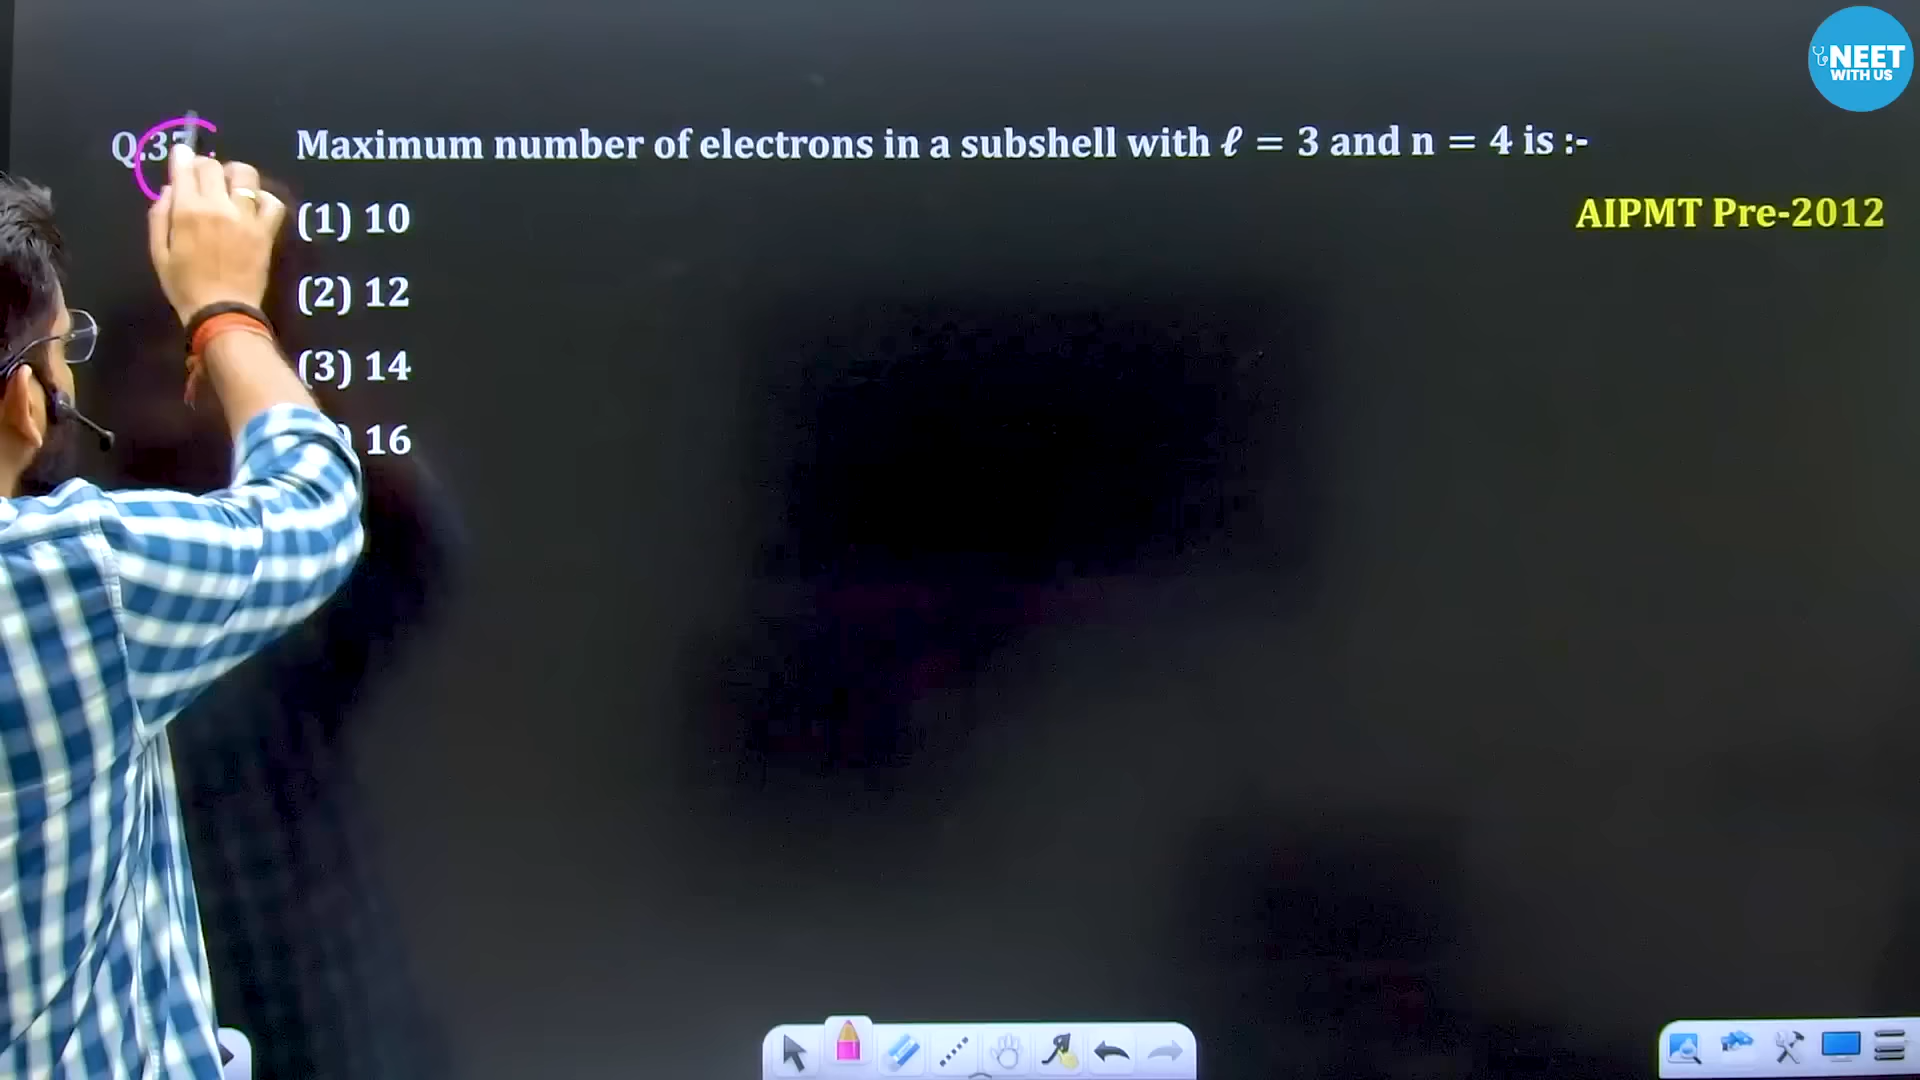 NEET
WITH US
Q.37 Maximum number of electrons in a subshell with ℓ = 3 and n = 4 is :-
AIPMT Pre-2012
(1) 10
(2) 12
(3) 14
16